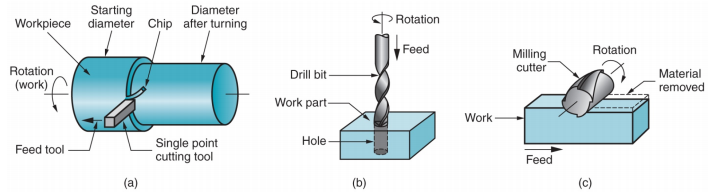 Workpiece
Starting
diameter
Chip
Diameter
after turning
Rotation
(work)
Feed tool
Single point
cutting tool
(a)
Rotation
Feed
Drill bit
Work part
Hole
(b)
Milling
cutter
Rotation
Material
removed
Work
Feed
(c)